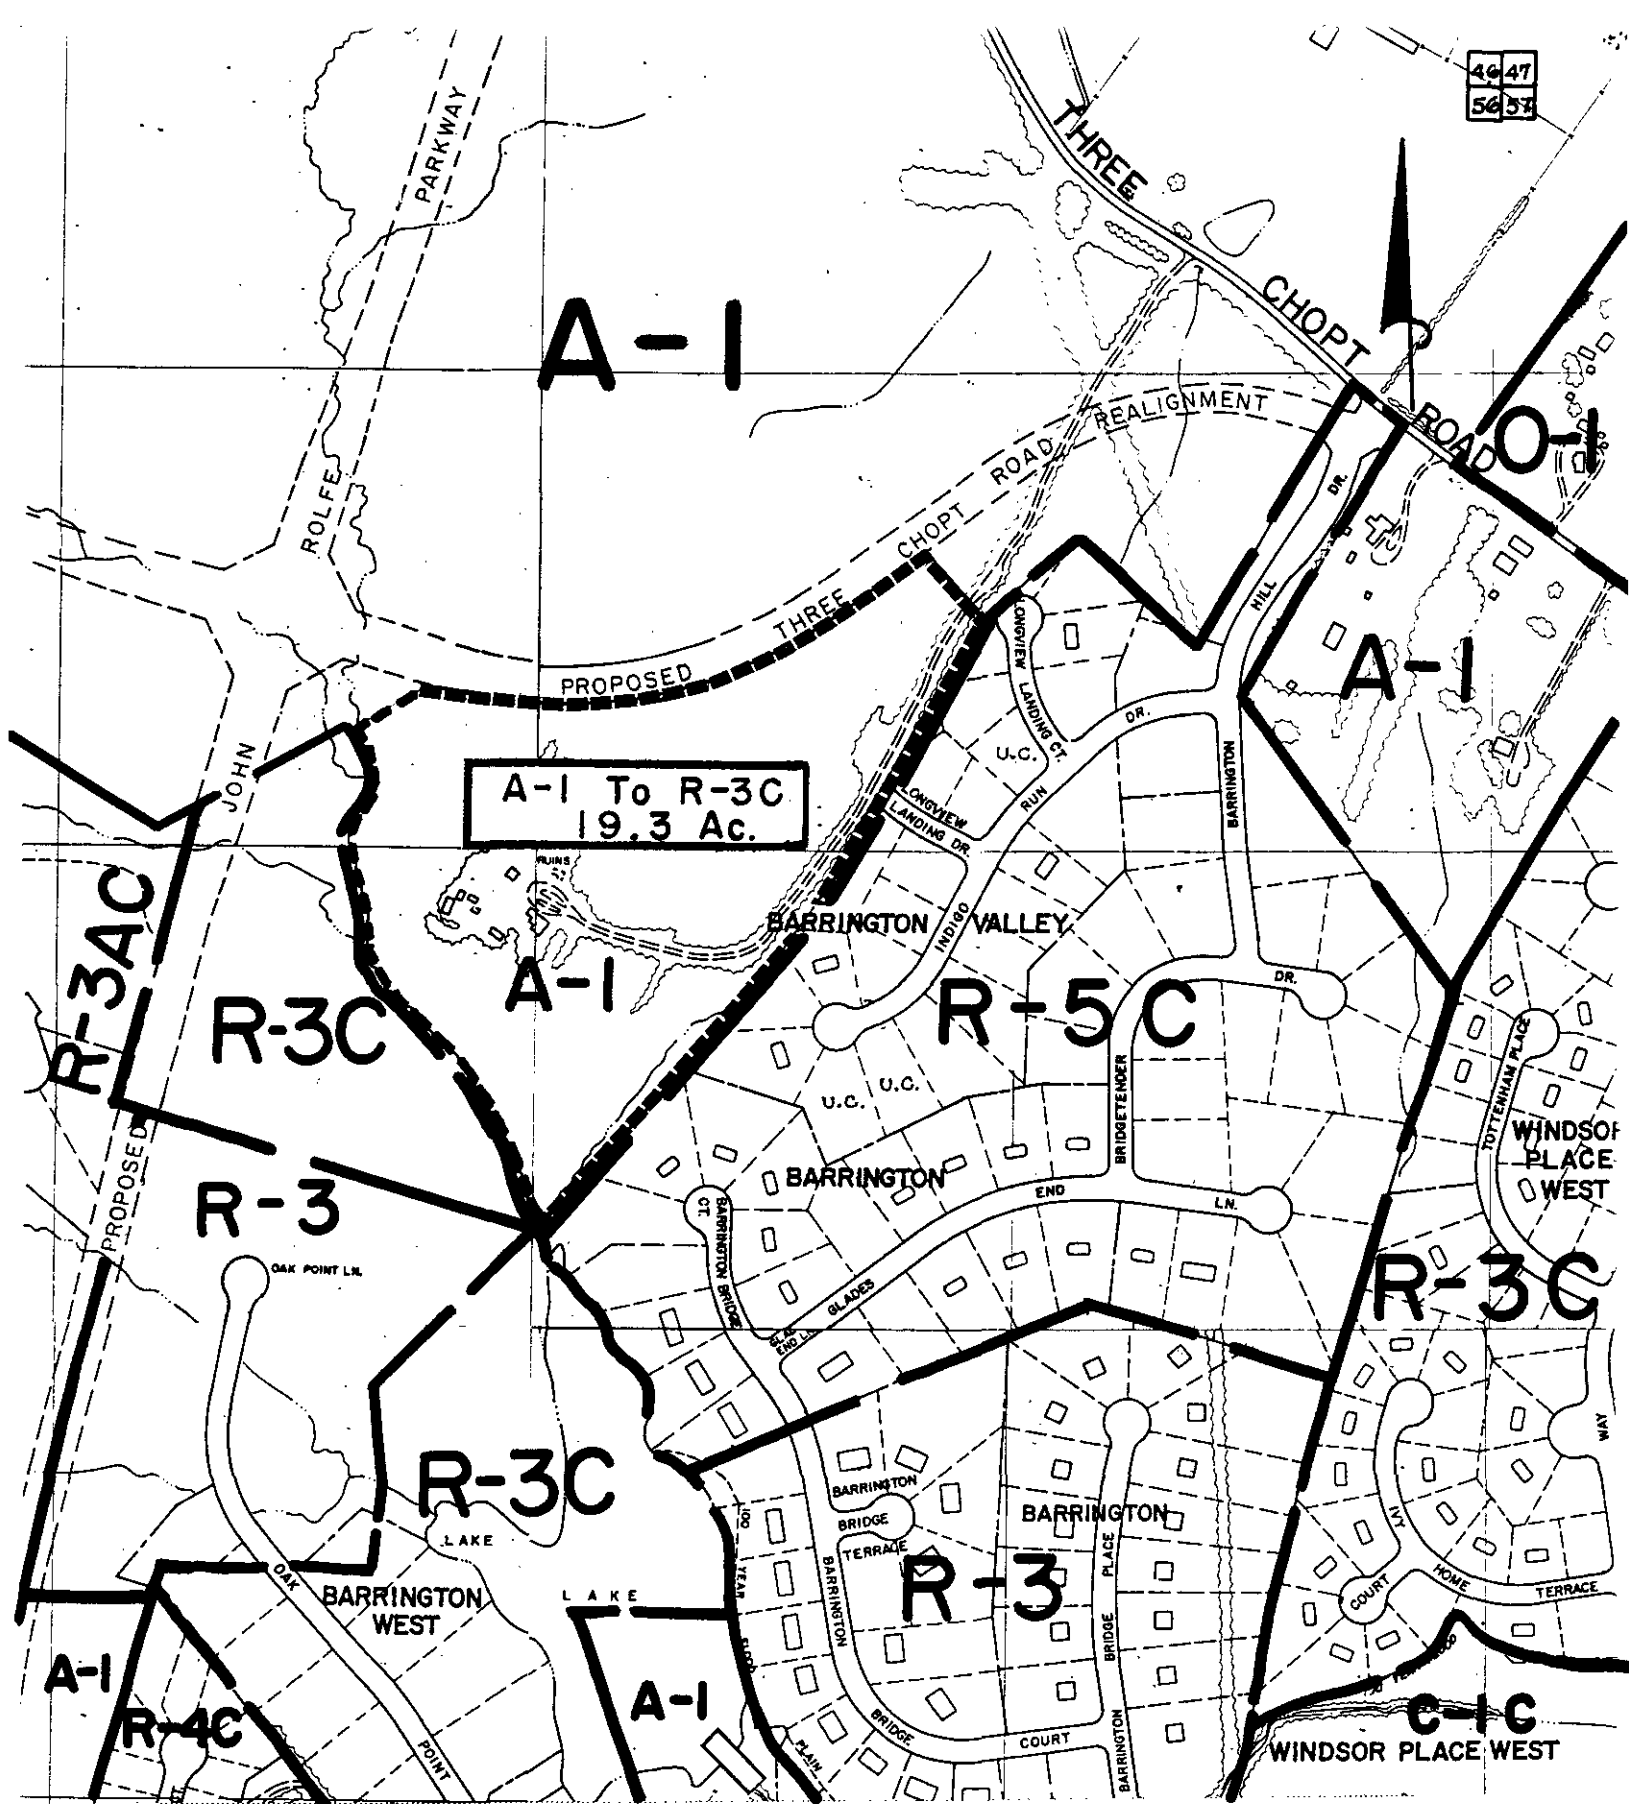 46 47
56 57
PARKWAY
THREE
CHOPT
ROAD
A-1
O-1
REALIGNMENT
ROAD
CHOPT
THREE
PROPOSED
ROLFE
JOHN
DR.
HILL
A-1
LONGVIEW
LANDING CT.
DR.
U.C.
RUN
BARRINGTON
A-1 To R-3C
19.3 Ac.
LONGVIEW
LANDING DR.
RUINS
R-3AC
BARRINGTON VALLEY
INDIGO
A-1
R-3C
R-5C
DR.
BRIDGETENDER
U.C.
U.C.
TOTTENHAM PLACE
WINDSOR
PLACE
WEST
PROPOSED
R-3
BARRINGTON
END
LN.
BARRINGTON BRIDGE
CT.
OAK POINT LN.
GLADES
END LN.
R-3C
WAY
R-3C
BARRINGTON
BRIDGE
TERRACE
BARRINGTON
LAKE
100
YEAR
FLOOD
PLAIN
IVY
R-3
PLACE
BRIDGE
BARRINGTON
OAK
POINT
BARRINGTON
WEST
LAKE
BARRINGTON
BRIDGE
COURT
HOME
TERRACE
COURT
A-1
R-4C
A-1
C-1C
WINDSOR PLACE WEST